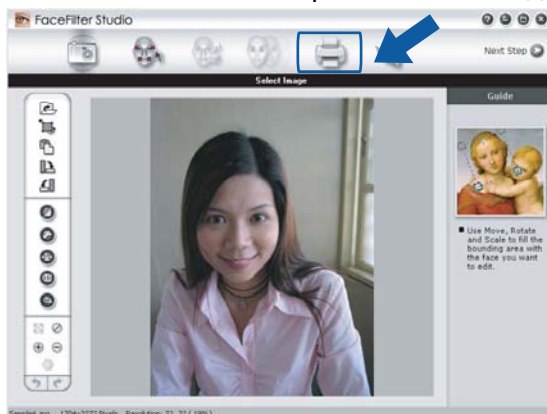 FaceFilter Studio
Next Step
Select Image
Guide
Use Move, Rotate
and Scale to fill the
bounding area with
the face you want
to edit.